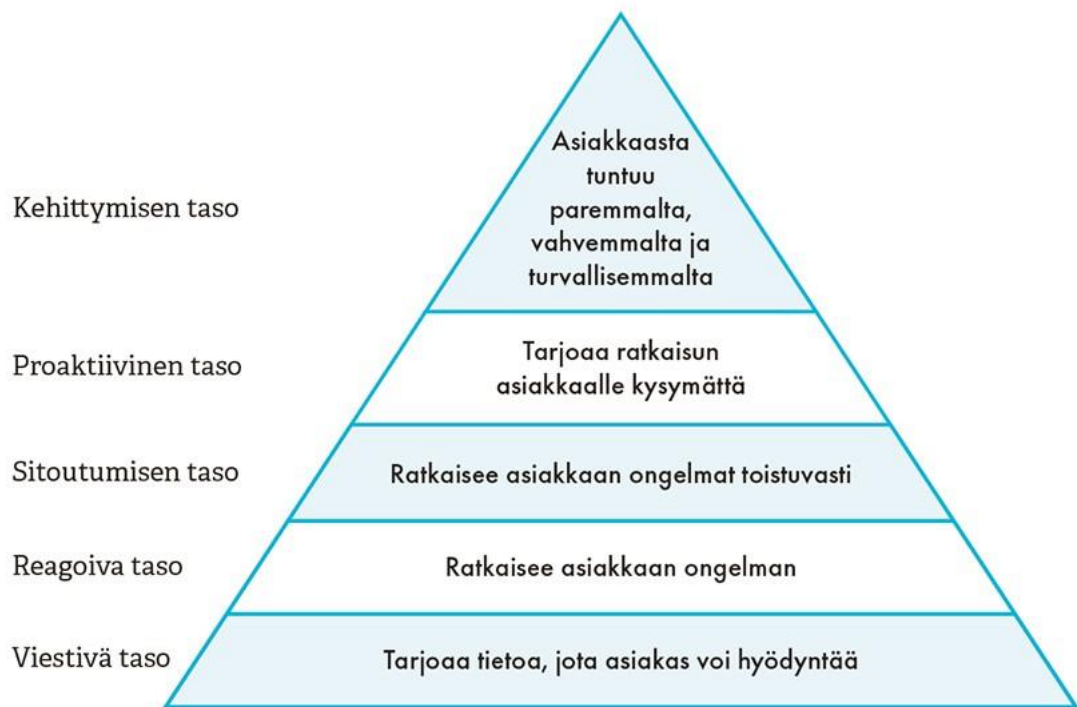 Kehittymisen taso
Asiakkaasta
tuntuu
paremmalta,
vahvemmalta ja
turvallisemmalta
Proaktiivinen taso
Tarjoaa ratkaisun
asiakkaalle kysymättä
Sitoutumisen taso
Ratkaisee asiakkaan ongelmat toistuvasti
Reagoiva taso
Ratkaisee asiakkaan ongelman
Viestivä taso
Tarjoaa tietoa, jota asiakas voi hyödyntää